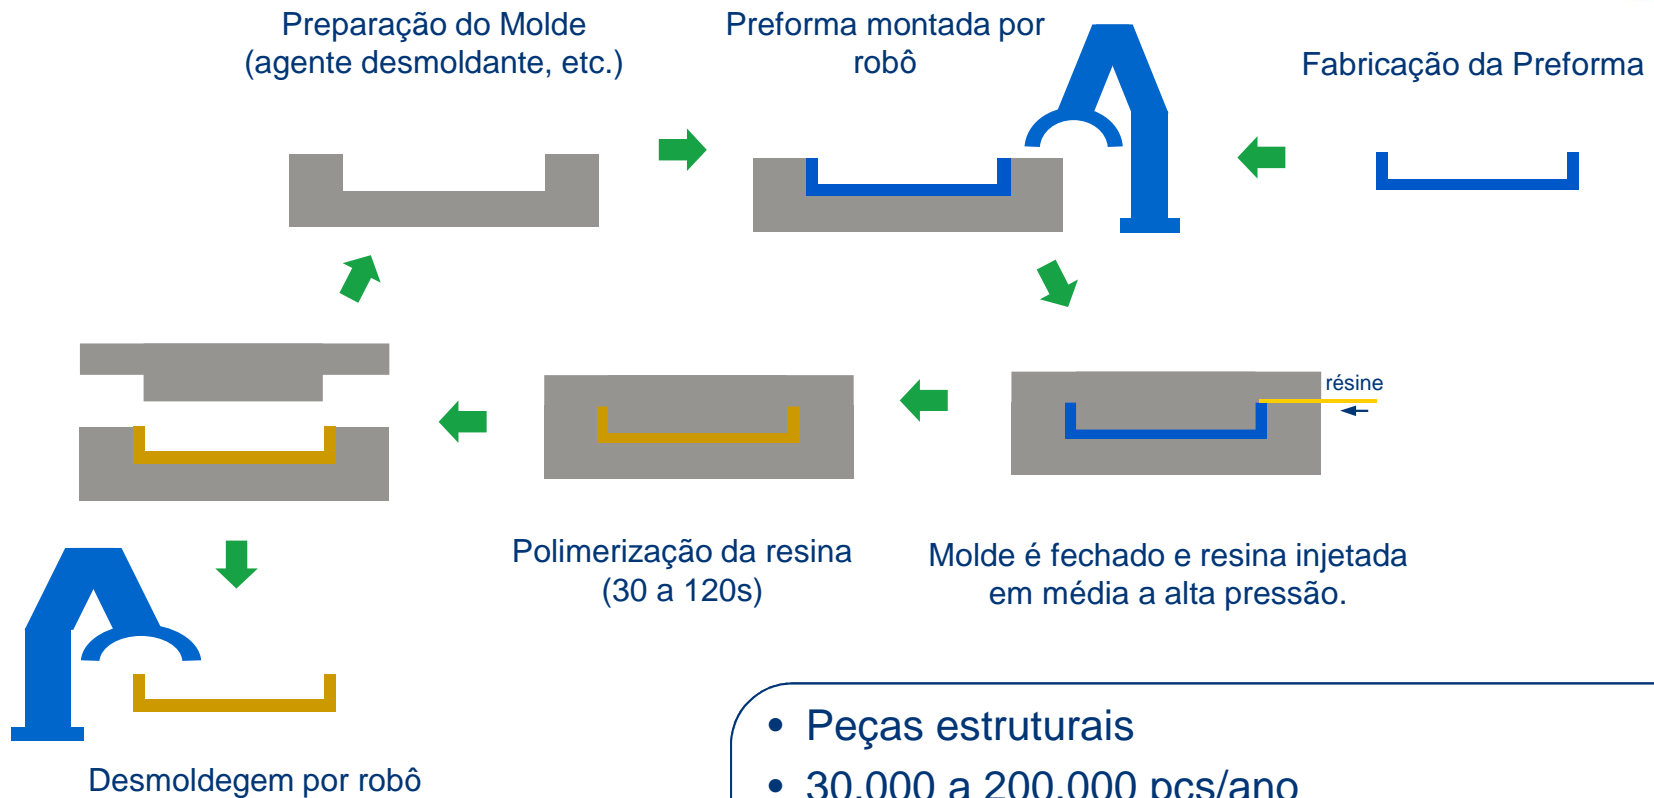 Preparação do Molde
(agente desmoldante, etc.)
Preforma montada por
robô
Fabricação da Preforma
résine
Polimerização da resina
(30 a 120s)
Molde é fechado e resina injetada
em média a alta pressão.
Desmoldegem por robô
• Peças estruturais
• 30.000 a 200.000 pcs/ano